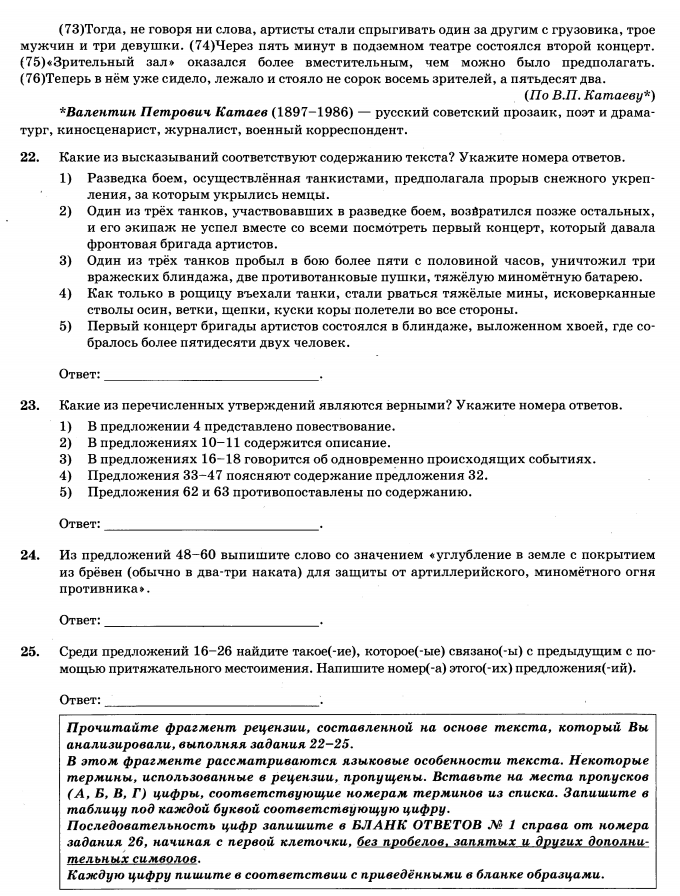 (73)Тогда, не говоря ни слова, артисты стали спрыгивать один за другим с грузовика, трое
мужчин и три девушки. (74)Через пять минут в подземном театре состоялся второй концерт.
(75)«Зрительный зал» оказался более вместительным, чем можно было предполагать.
(76)Теперь в нём уже сидело, лежало и стояло не сорок восемь зрителей, а пятьдесят два.
(По В.П. Катаеву*)
*Валентин Петрович Катаев (1897–1986) — русский советский прозаик, поэт и драма-
тург, киносценарист, журналист, военный корреспондент.
22. Какие из высказываний соответствуют содержанию текста? Укажите номера ответов.
1) Разведка боем, осуществлённая танкистами, предполагала прорыв снежного укреп-
ления, за которым укрылись немцы.
2) Один из трёх танков, участвовавших в разведке боем, возвратился позже остальных,
и его экипаж не успел вместе со всеми посмотреть первый концерт, который давала
фронтовая бригада артистов.
3) Один из трёх танков пробыл в бою более пяти с половиной часов, уничтожил три
вражеских блиндажа, две противотанковые пушки, тяжёлую миномётную батарею.
4) Как только в рощицу въехали танки, стали рваться тяжёлые мины, исковерканные
стволы осин, ветки, щепки, куски коры полетели во все стороны.
5) Первый концерт бригады артистов состоялся в блиндаже, выложенном хвоей, где со-
бралось более пятидесяти двух человек.
Ответ: ____________________________.
23. Какие из перечисленных утверждений являются верными? Укажите номера ответов.
1) В предложении 4 представлено повествование.
2) В предложениях 10–11 содержится описание.
3) В предложениях 16–18 говорится об одновременно происходящих событиях.
4) Предложения 33–47 поясняют содержание предложения 32.
5) Предложения 62 и 63 противопоставлены по содержанию.
Ответ: ____________________________.
24. Из предложений 48–60 выпишите слово со значением «углубление в земле с покрытием
из брёвен (обычно в два-три наката) для защиты от артиллерийского, миномётного огня
противника».
Ответ: ____________________________.
25. Среди предложений 16–26 найдите такое(-ие), которое(-ые) связано(-ы) с предыдущим с по-
мощью притяжательного местоимения. Напишите номер(-а) этого(-их) предложения(-ий).
Ответ: ____________________________.
Прочитайте фрагмент рецензии, составленной на основе текста, который Вы
анализировали, выполняя задания 22–25.
В этом фрагменте рассматриваются языковые особенности текста. Некоторые
термины, использованные в рецензии, пропущены. Вставьте на места пропусков
(А, Б, В, Г) цифры, соответствующие номерам терминов из списка. Запишите в
таблицу под каждой буквой соответствующую цифру.
Последовательность цифр запишите в БЛАНК ОТВЕТОВ № 1 справа от номера
задания 26, начиная с первой клеточки, без пробелов, запятых и других дополни-
тельных символов.
Каждую цифру пишите в соответствии с приведёнными в бланке образцами.